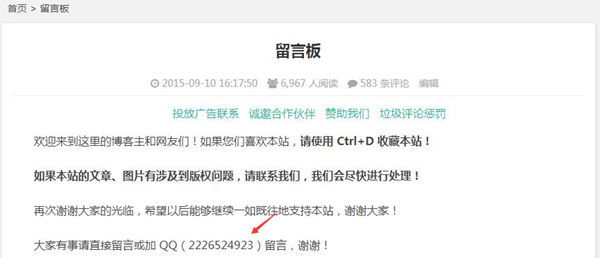 首页 > 留言板
留言板
2015-09-10 16:17:50 6,967 人阅读 583 条评论 编辑
投放广告联系 诚邀合作伙伴 赞助我们 垃圾评论惩罚
欢迎来到这里的博客主和网友们！如果您们喜欢本站，请使用 Ctrl+D 收藏本站！
如果本站的文章、图片有涉及到版权问题，请联系我们，我们会尽快进行处理！
再次谢谢大家的光临，希望以后能够继续一如既往地支持本站，谢谢大家！
大家有事请直接留言或加 QQ（2226524923）留言，谢谢！